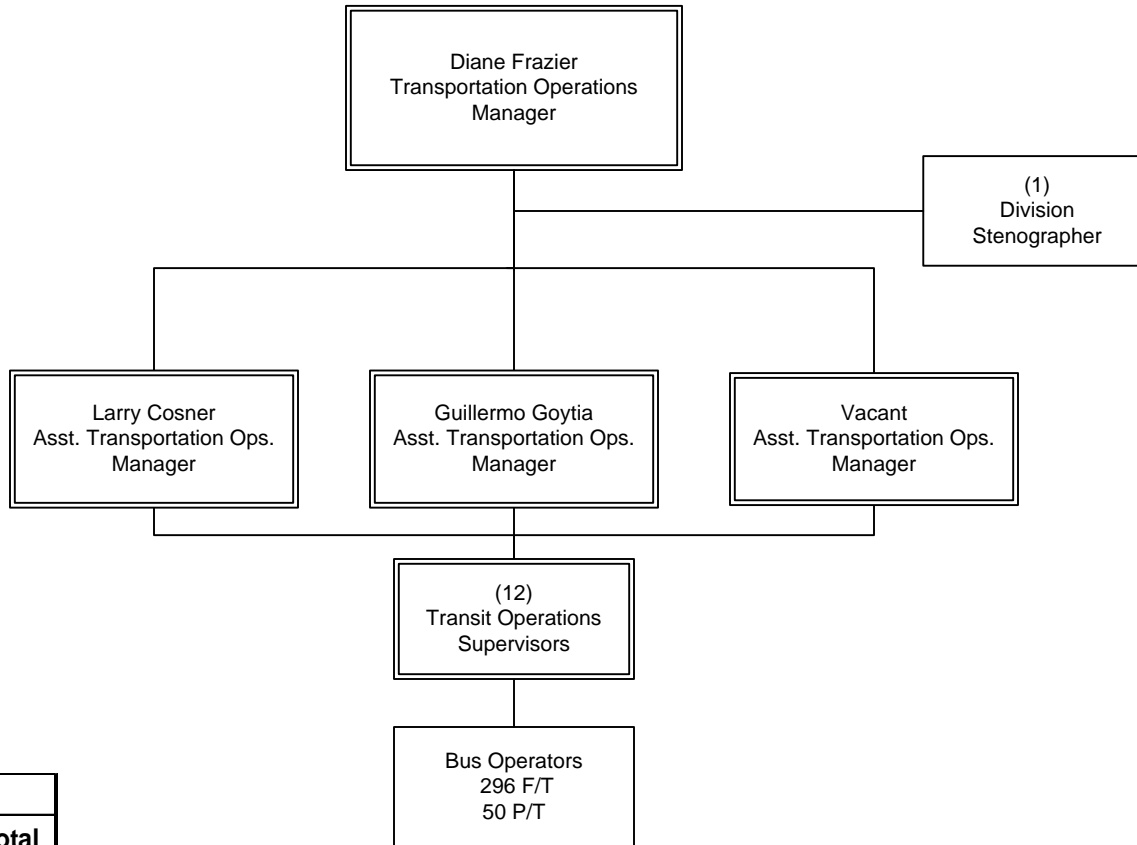 Diane Frazier
Transportation Operations
Manager
(1)
Division
Stenographer
Larry Cosner
Asst. Transportation Ops.
Manager
Guillermo Goytia
Asst. Transportation Ops.
Manager
Vacant
Asst. Transportation Ops.
Manager
(12)
Transit Operations
Supervisors
Bus Operators
296 F/T
50 P/T